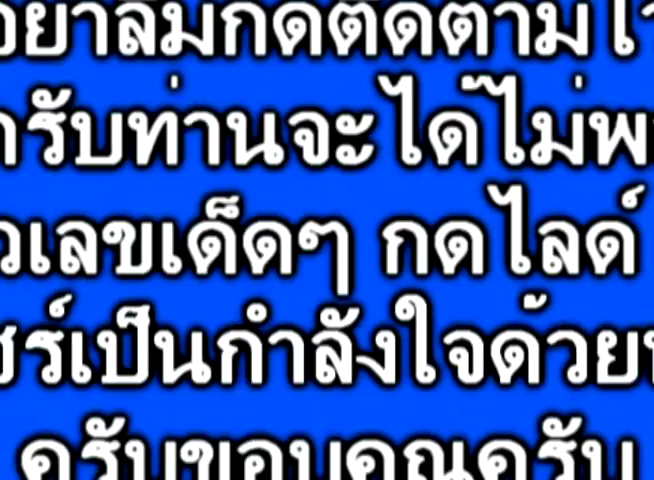 อย่าลืมกดติดตามไว้
ครับท่านจะได้ไม่พ
เลขเด็ดๆ กดไลด์
ร์เป็นกำลังใจด้วย
ครับขอบคุณครับ